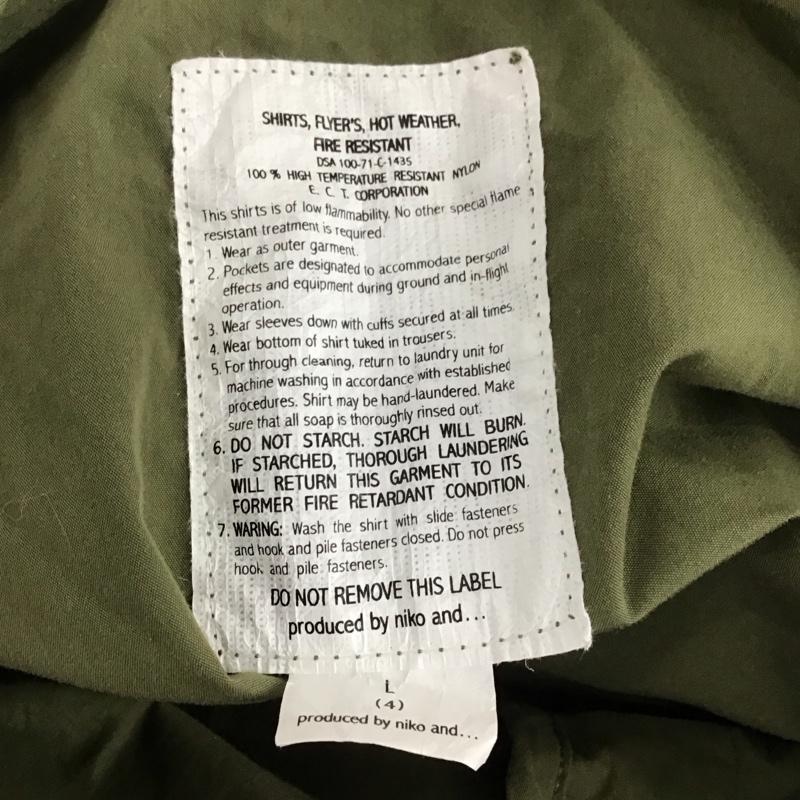 SHIRTS, FLYER'S, HOT WEATHER,
FIRE RESISTANT
DSA 100-71-C-1435
100 % HIGH TEMPERATURE RESISTANT NYLON
E. C. T. CORPORATION
This shirts is of low flammability. No other special flame
resistant treatment is required.
1. Wear as outer garment.
2. Pockets are designated to accommodate personal
effects and equipment during ground and in-flight
operation.
3. Wear sleeves down with cuffs secured at all times.
4. Wear bottom of shirt tuked in trousers.
5. For through cleaning, return to laundry unit for
machine washing in accordance with established
procedures. Shirt may be hand-laundered. Make
sure that all soap is thoroughly rinsed out.
6. DO NOT STARCH. STARCH WILL BURN.
IF STARCHED, THOROUGH LAUNDERING
WILL RETURN THIS GARMENT TO ITS
FORMER FIRE RETARDANT CONDITION.
7. WARING: Wash the shirt with slide fasteners
and hook and pile fasteners closed. Do not press
hook and pile fasteners.
DO NOT REMOVE THIS LABEL
produced by niko and...
L
(4)
produced by niko and...